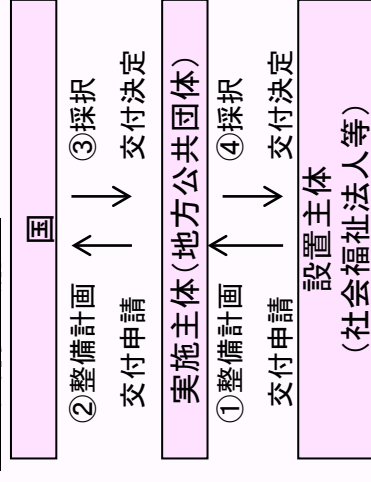 国
②整備計画
交付申請
③採択
交付決定
実施主体(地方公共団体)
①整備計画
交付申請
④採択
交付決定
設置主体
(社会福祉法人等)